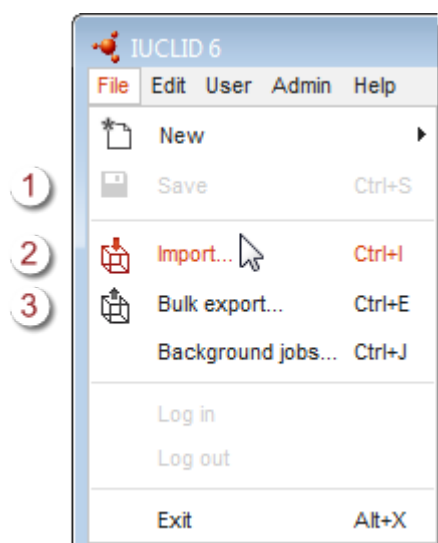 IUCLID 6
File Edit User Admin Help
New
1 Save Ctrl+S
2 Import... Ctrl+I
3 Bulk export... Ctrl+E
Background jobs... Ctrl+J
Log in
Log out
Exit Alt+X